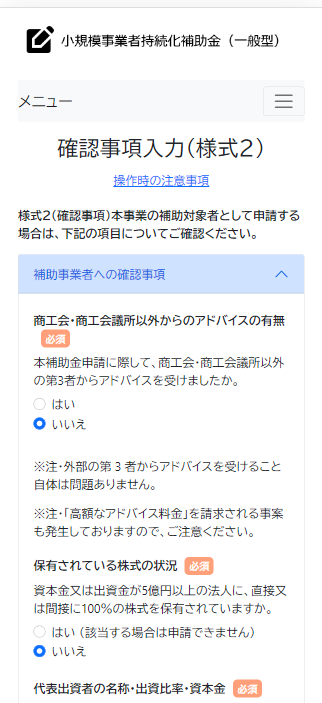 小規模事業者持続化補助金（一般型）
メニュー
確認事項入力（様式２）
操作時の注意事項
様式２（確認事項）本事業の補助対象者として申請する
場合は、下記の項目についてご確認ください。
補助事業者への確認事項
商工会・商工会議所以外からのアドバイスの有無
必須
本補助金申請に際して、商工会・商工会議所以外
の第3者からアドバイスを受けましたか。
はい
いいえ
※注・外部の第３者からアドバイスを受けること
自体は問題ありません。
※注・「高額なアドバイス料金」を請求される事案
も発生しておりますので、ご注意ください。
保有されている株式の状況 必須
資本金又は出資金が5億円以上の法人に、直接又
は間接に100％の株式を保有されていますか。
はい（該当する場合は申請できません）
いいえ
代表出資者の名称・出資比率・資本金 必須